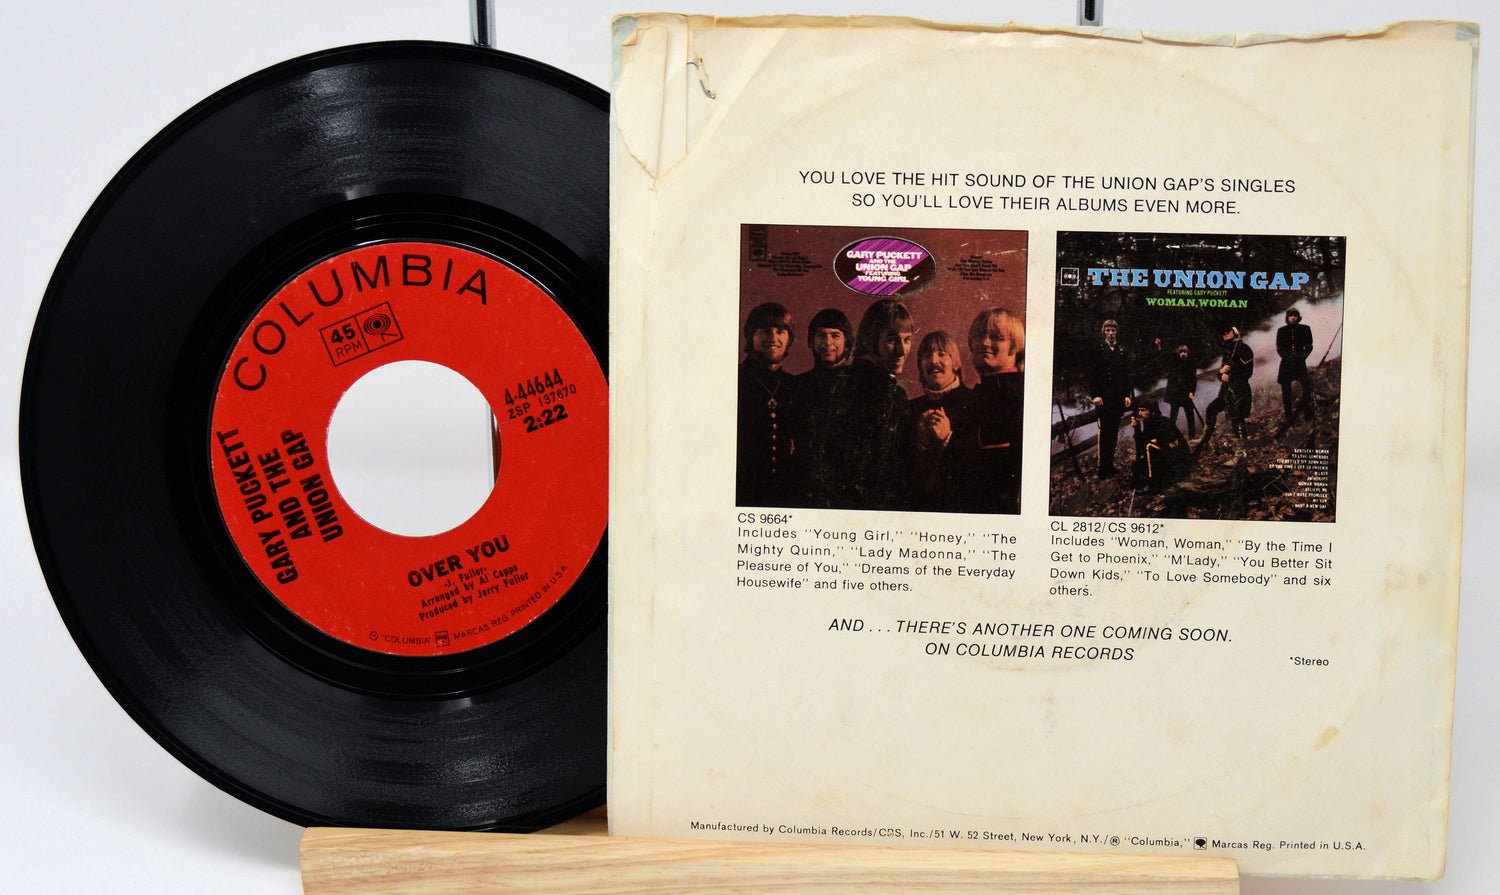 COLUMBIA
45
RPM
4-44644
ZSP 137670
2:22
GARY PUCKETT
AND THE
UNION GAP
OVER YOU
-J. Fuller-
Arranged by Al Capps
Produced by Jerry Fuller
"COLUMBIA" MARCAS REG. PRINTED IN U.S.A.
YOU LOVE THE HIT SOUND OF THE UNION GAP'S SINGLES
SO YOU'LL LOVE THEIR ALBUMS EVEN MORE.
GARY PUCKETT
AND THE
UNION GAP
FEATURING
YOUNG GIRL
THE UNION GAP
FEATURING GARY PUCKETT
WOMAN, WOMAN
CS 9664*
Includes "Young Girl," "Honey," "The
Mighty Quinn," "Lady Madonna," "The
Pleasure of You," "Dreams of the Everyday
Housewife" and five others.
CL 2812/CS 9612*
Includes "Woman, Woman," "By the Time I
Get to Phoenix," "M'Lady," "You Better Sit
Down Kids," "To Love Somebody" and six
others.
AND...THERE'S ANOTHER ONE COMING SOON.
ON COLUMBIA RECORDS
*Stereo
Manufactured by Columbia Records/CBS, Inc./51 W. 52 Street, New York, N.Y./® "Columbia," Marcas Reg. Printed in U.S.A.